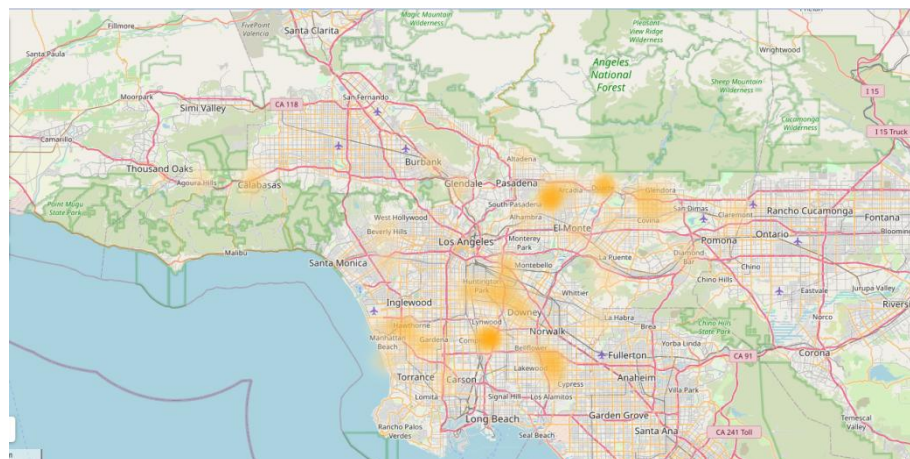 Fillmore
Santa Paula
FivePoint
Valencia
Santa Clarita
Magic Mountain
Wilderness
Pleasant
View Ridge
Wilderness
Wrightwood
Angeles
National
Forest
Sheep Mountain
Wilderness
Cucamonga
Wilderness
I 15
I 15 Truck
Moorpark
Simi Valley
CA 118
San Fernando
Camarillo
Thousand Oaks
Agoura Hills
Calabasas
Burbank
Glendale
Pasadena
Altadena
South Pasadena
Arcadia
Glendora
Alhambra
El Monte
Covina
San Dimas
Claremont
Rancho Cucamonga
Fontana
Ontario
Pomona
Point Mugu
State Park
West Hollywood
Beverly Hills
Los Angeles
Monterey
Park
Malibu
Santa Monica
Montebello
La Puente
Diamond
Bar
Chino
Chino Hills
Eastvale
Jurupa Valley
Norco
Inglewood
Huntington
Park
Whittier
Downey
La Habra
Brea
Chino Hills
State Park
Hawthorne
Lynwood
Norwalk
Manhattan
Beach
Gardena
Bellflower
Fullerton
Yorba Linda
CA 91
Corona
Torrance
Carson
Lakewood
Cypress
Anaheim
Villa Park
Lomita
Signal Hill
Los Alamitos
Rancho Palos
Verdes
Long Beach
Garden Grove
Seal Beach
Santa Ana
CA 241 Toll
Temescal
Valley